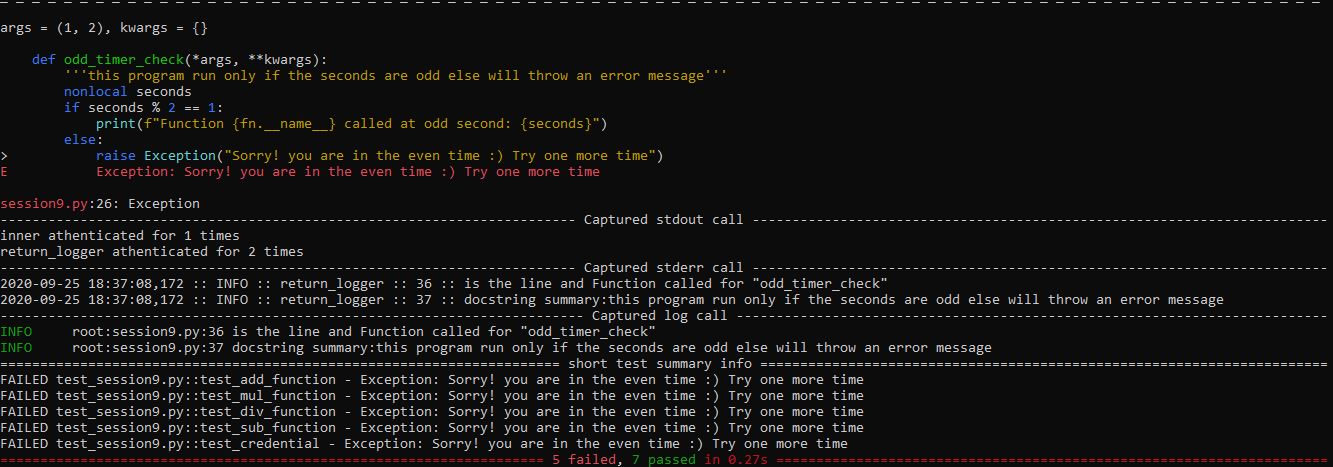 args = (1, 2), kwargs = {}
def odd_timer_check(*args, **kwargs):
'''this program run only if the seconds are odd else will throw an error message'''
nonlocal seconds
if seconds % 2 == 1:
print(f"Function {fn.__name__} called at odd second: {seconds}")
else:
> raise Exception("Sorry! you are in the even time :) Try one more time")
E Exception: Sorry! you are in the even time :) Try one more time
session9.py:26: Exception
------------------------------------------------------------------------ Captured stdout call ------------------------------------------------------------------------
inner athenticated for 1 times
return_logger athenticated for 2 times
------------------------------------------------------------------------ Captured stderr call ------------------------------------------------------------------------
2020-09-25 18:37:08,172 :: INFO :: return_logger :: 36 :: is the line and Function called for "odd_timer_check"
2020-09-25 18:37:08,172 :: INFO :: return_logger :: 37 :: docstring summary:this program run only if the seconds are odd else will throw an error message
------------------------------------------------------------------------- Captured log call --------------------------------------------------------------------------
INFO root:session9.py:36 is the line and Function called for "odd_timer_check"
INFO root:session9.py:37 docstring summary:this program run only if the seconds are odd else will throw an error message
====================================================================== short test summary info =======================================================================
FAILED test_session9.py::test_add_function - Exception: Sorry! you are in the even time :) Try one more time
FAILED test_session9.py::test_mul_function - Exception: Sorry! you are in the even time :) Try one more time
FAILED test_session9.py::test_div_function - Exception: Sorry! you are in the even time :) Try one more time
FAILED test_session9.py::test_sub_function - Exception: Sorry! you are in the even time :) Try one more time
FAILED test_session9.py::test_credential - Exception: Sorry! you are in the even time :) Try one more time
==================================================================== 5 failed, 7 passed in 0.27s =====================================================================